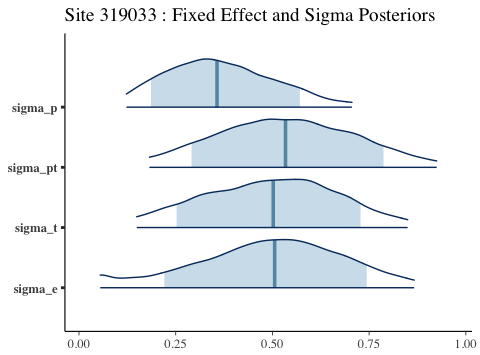 Site 319033 : Fixed Effect and Sigma Posteriors
sigma_p
sigma_pt
sigma_t
sigma_e
0.00 0.25 0.50 0.75 1.00